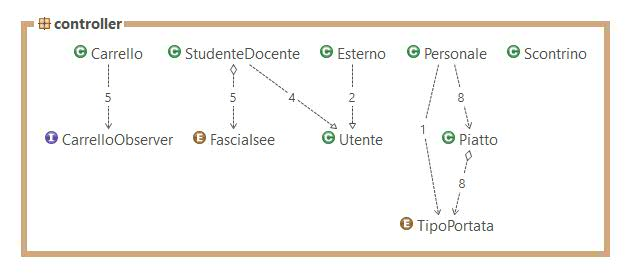 controller
C Carrello
C StudenteDocente
C Esterno
C Personale
C Scontrino
5
5
4
2
8
I CarrelloObserver
E FasciaIsee
C Utente
1
C Piatto
8
E TipoPortata